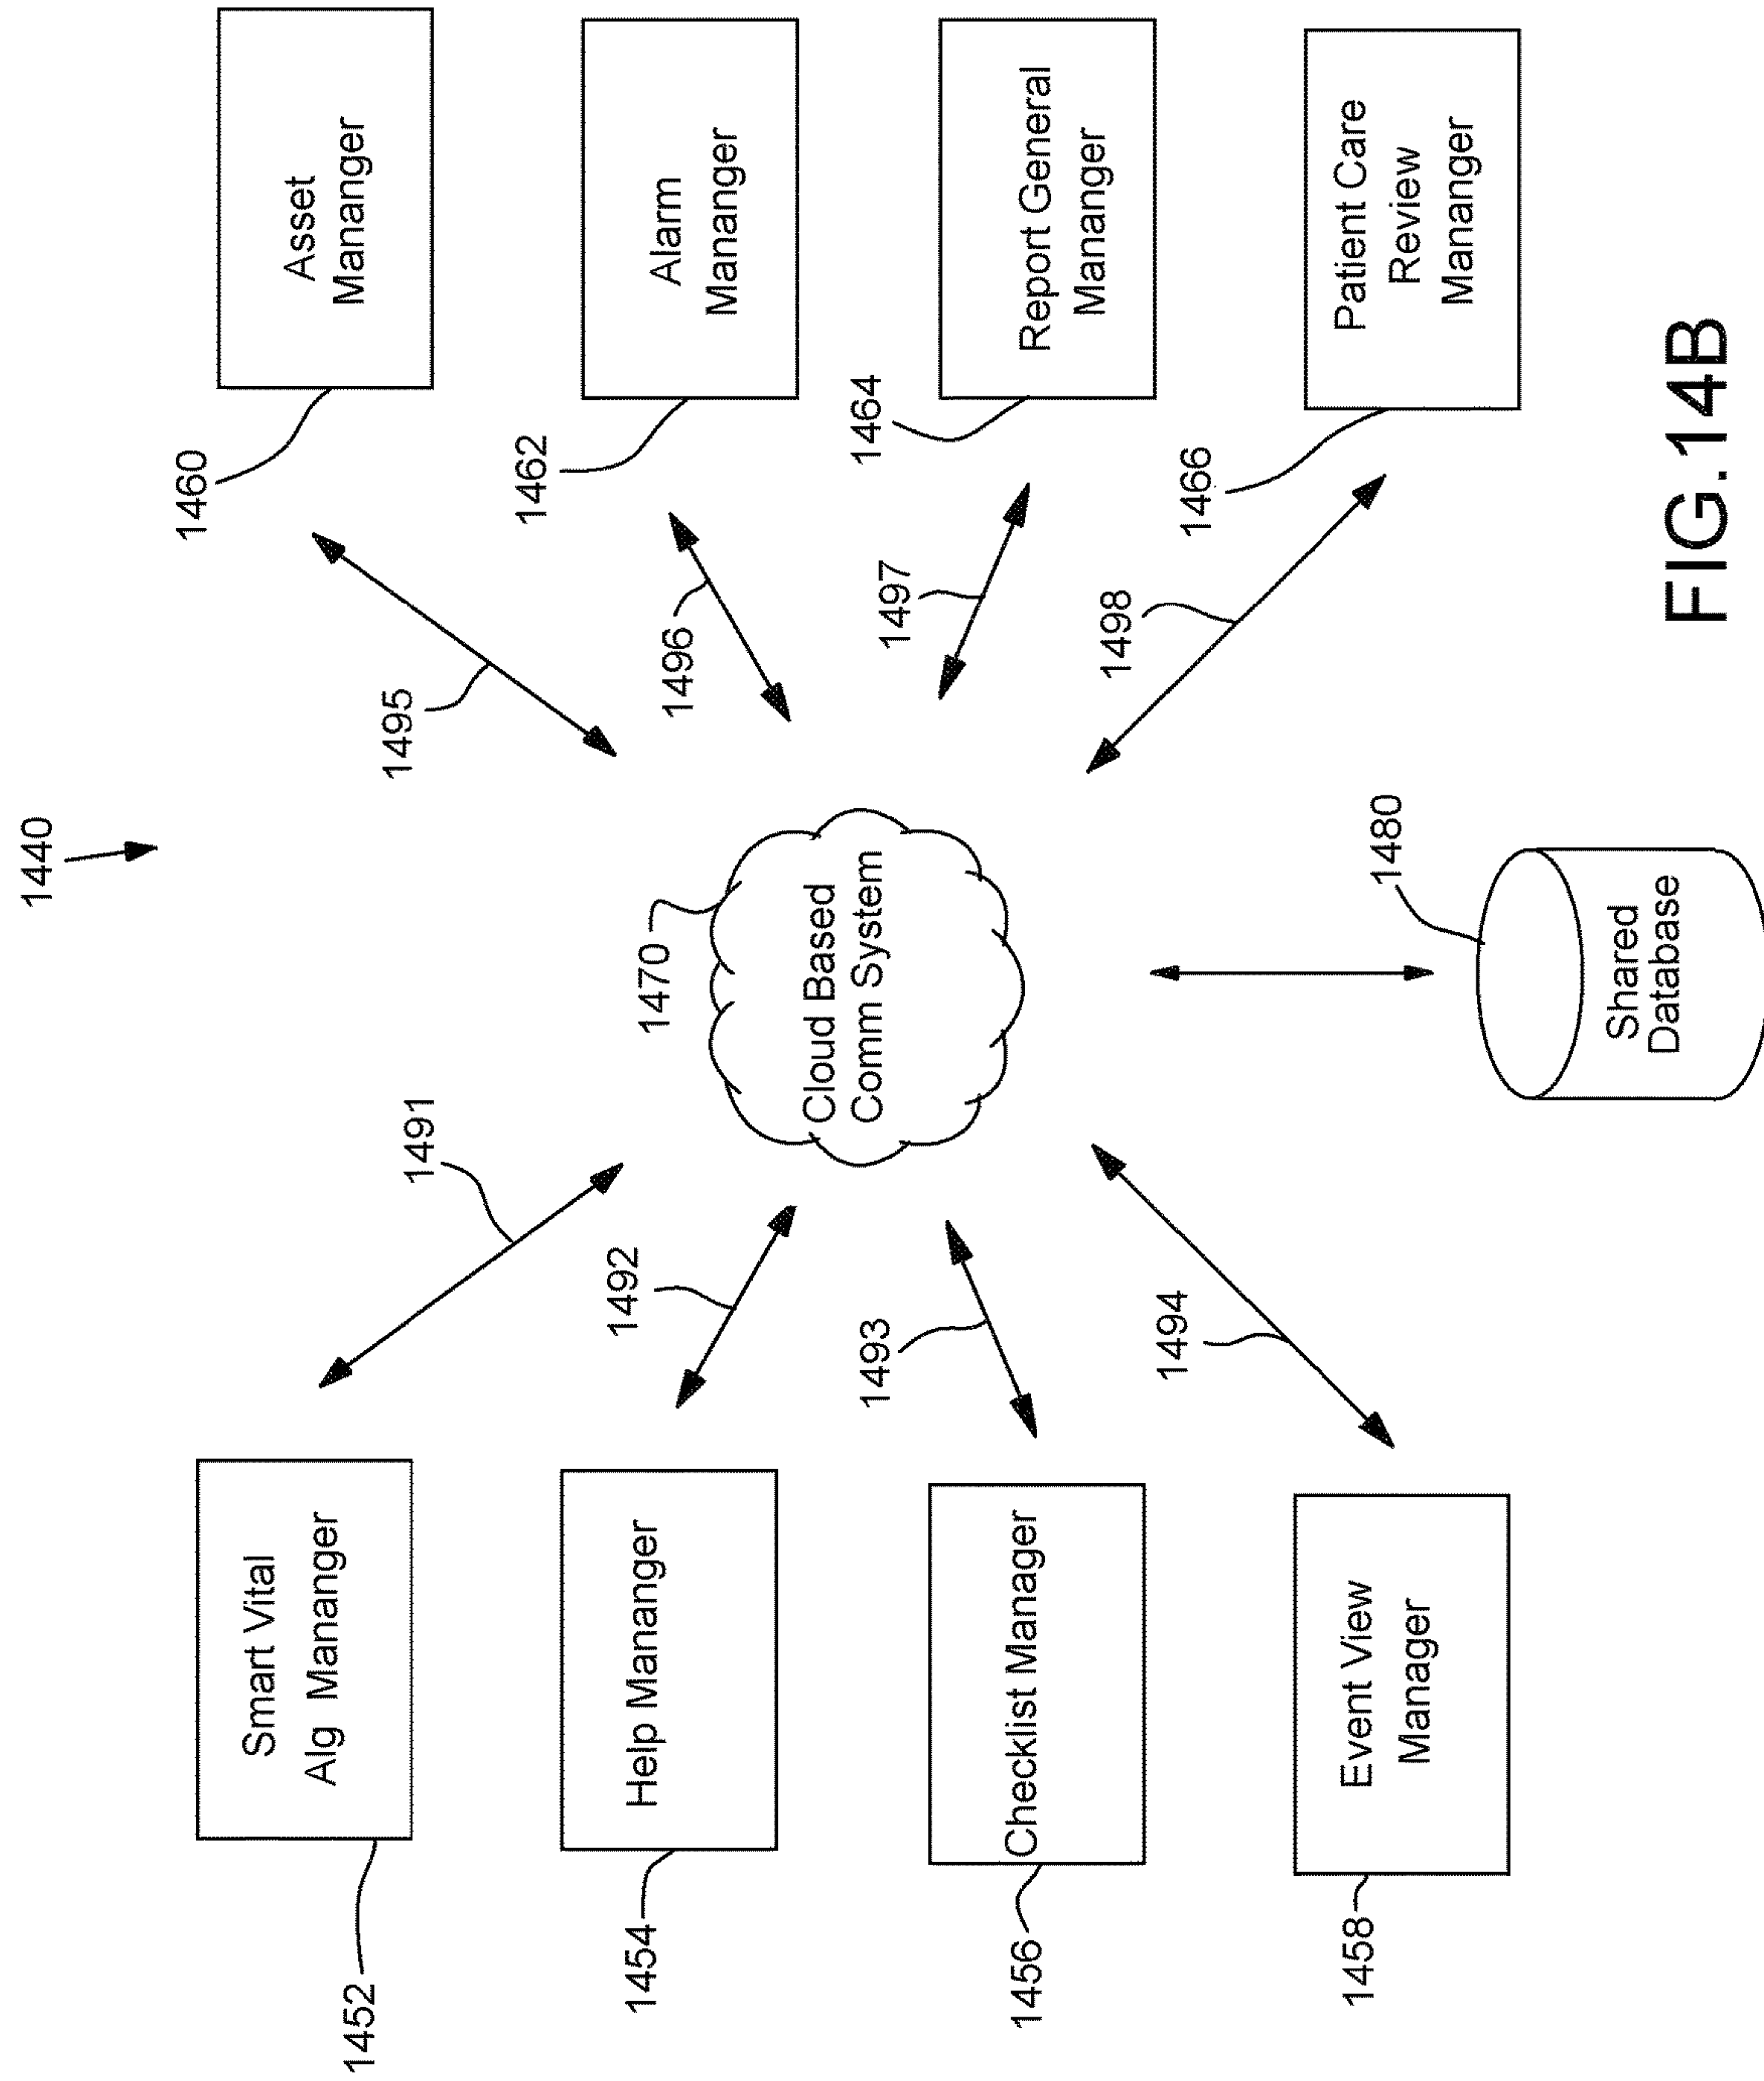 1440
1452
Smart Vital
Alg Mananger
1491
1454
Help Mananger
1492
1456
Checklist Manager
1493
1458
Event View
Manager
1494
1470
Cloud Based
Comm System
1480
Shared
Database
1495
1460
Asset
Mananger
1496
1462
Alarm
Mananger
1497
1464
Report General
Mananger
1498
1466
Patient Care
Review
Mananger
FIG.14B